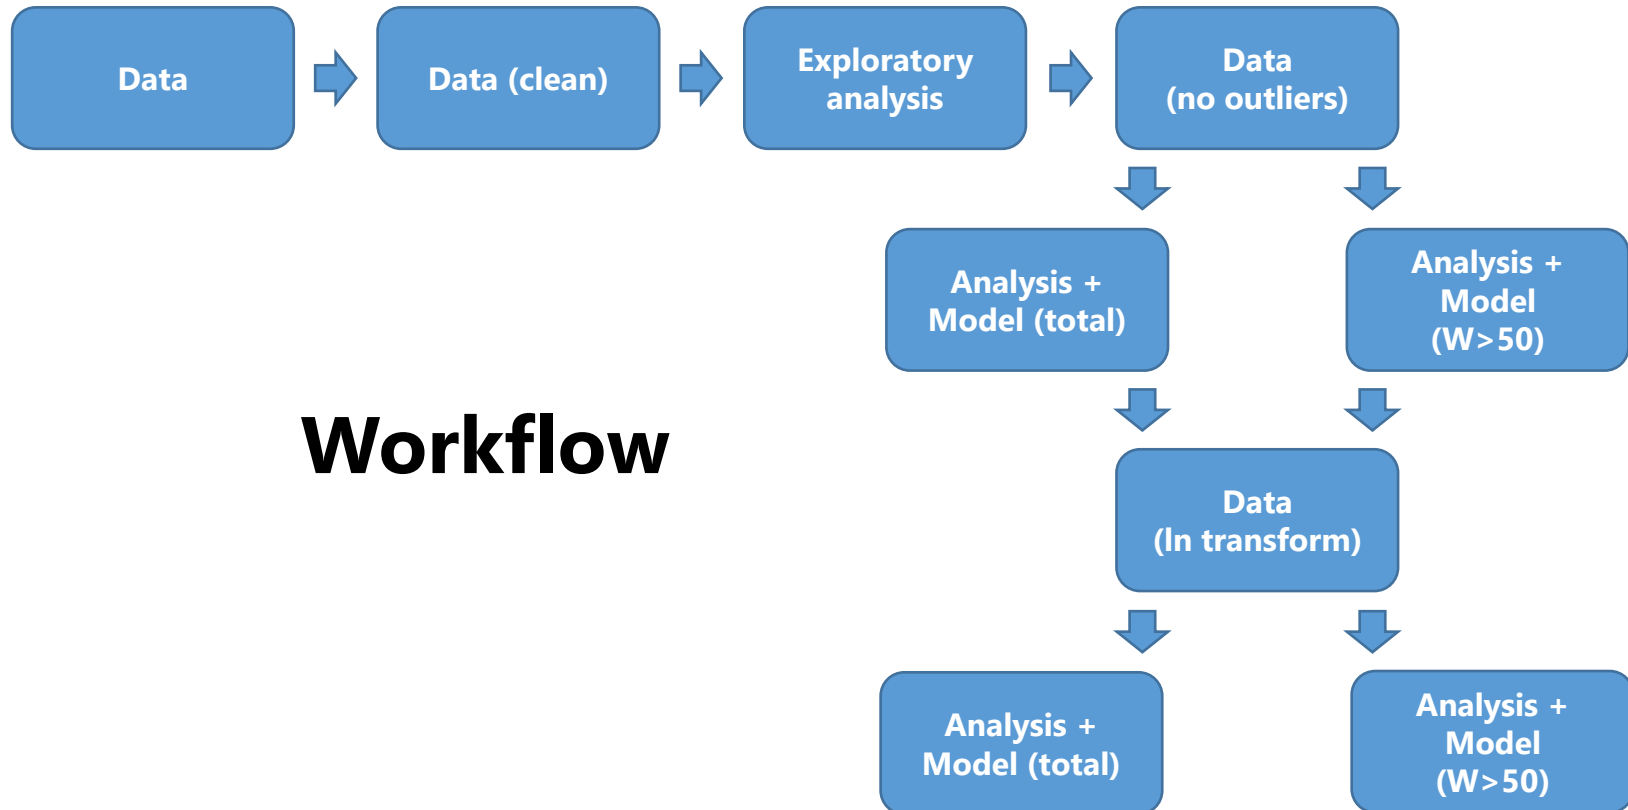 Data
Data (clean)
Exploratory
analysis
Data
(no outliers)
Analysis +
Model (total)
Analysis +
Model
(W>50)
Workflow
Data
(ln transform)
Analysis +
Model (total)
Analysis +
Model
(W>50)